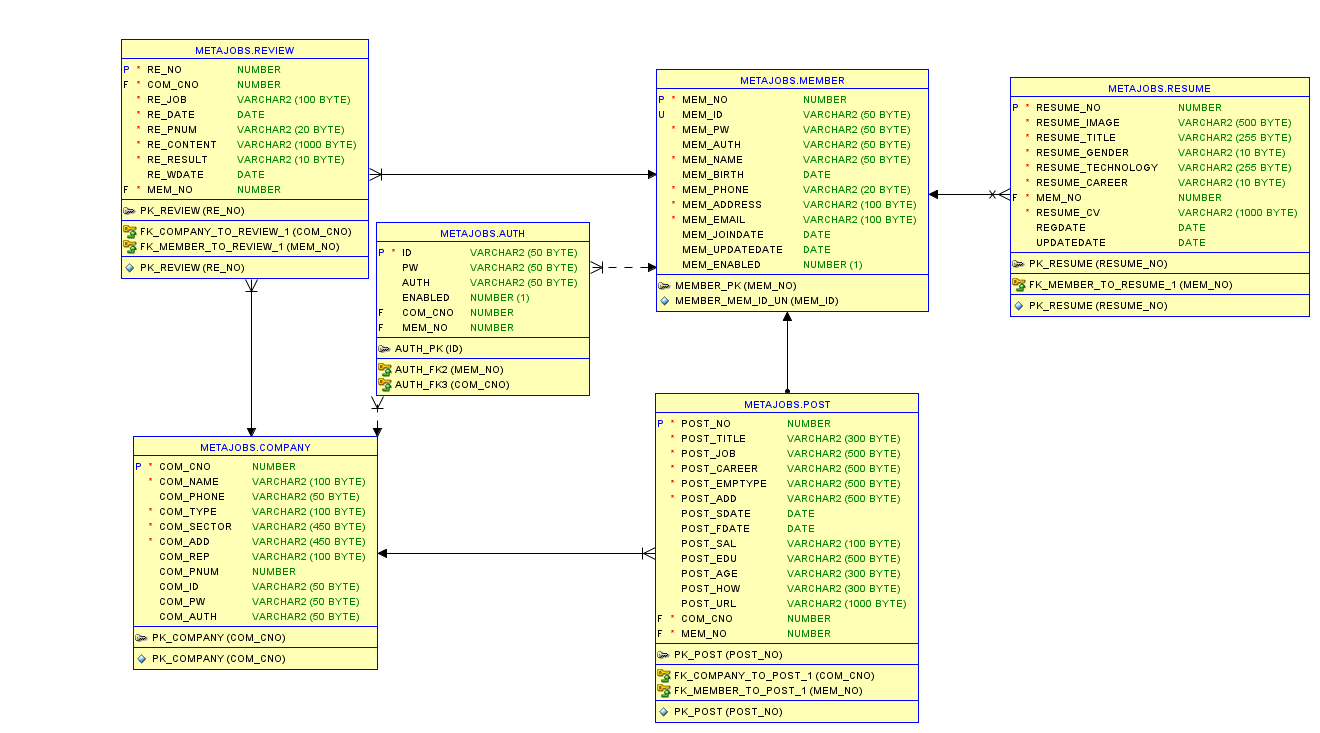 METAJOBS.REVIEW
P * RE_NO NUMBER
F * COM_CNO NUMBER
* RE_JOB VARCHAR2 (100 BYTE)
* RE_DATE DATE
* RE_PNUM VARCHAR2 (20 BYTE)
* RE_CONTENT VARCHAR2 (1000 BYTE)
* RE_RESULT VARCHAR2 (10 BYTE)
RE_WDATE DATE
F * MEM_NO NUMBER
PK_REVIEW (RE_NO)
FK_COMPANY_TO_REVIEW_1 (COM_CNO)
FK_MEMBER_TO_REVIEW_1 (MEM_NO)
PK_REVIEW (RE_NO)
METAJOBS.MEMBER
P * MEM_NO NUMBER
U MEM_ID VARCHAR2 (50 BYTE)
* MEM_PW VARCHAR2 (50 BYTE)
MEM_AUTH VARCHAR2 (50 BYTE)
* MEM_NAME VARCHAR2 (50 BYTE)
MEM_BIRTH DATE
* MEM_PHONE VARCHAR2 (20 BYTE)
* MEM_ADDRESS VARCHAR2 (100 BYTE)
* MEM_EMAIL VARCHAR2 (100 BYTE)
MEM_JOINDATE DATE
MEM_UPDATEDATE DATE
MEM_ENABLED NUMBER (1)
MEMBER_PK (MEM_NO)
MEMBER_MEM_ID_UN (MEM_ID)
METAJOBS.RESUME
P * RESUME_NO NUMBER
* RESUME_IMAGE VARCHAR2 (500 BYTE)
* RESUME_TITLE VARCHAR2 (255 BYTE)
* RESUME_GENDER VARCHAR2 (10 BYTE)
* RESUME_TECHNOLOGY VARCHAR2 (255 BYTE)
* RESUME_CAREER VARCHAR2 (10 BYTE)
F * MEM_NO NUMBER
* RESUME_CV VARCHAR2 (1000 BYTE)
REGDATE DATE
UPDATEDATE DATE
PK_RESUME (RESUME_NO)
FK_MEMBER_TO_RESUME_1 (MEM_NO)
PK_RESUME (RESUME_NO)
METAJOBS.AUTH
P * ID VARCHAR2 (50 BYTE)
PW VARCHAR2 (50 BYTE)
AUTH VARCHAR2 (50 BYTE)
ENABLED NUMBER (1)
F COM_CNO NUMBER
F MEM_NO NUMBER
AUTH_PK (ID)
AUTH_FK2 (MEM_NO)
AUTH_FK3 (COM_CNO)
METAJOBS.COMPANY
P * COM_CNO NUMBER
* COM_NAME VARCHAR2 (100 BYTE)
COM_PHONE VARCHAR2 (50 BYTE)
* COM_TYPE VARCHAR2 (100 BYTE)
* COM_SECTOR VARCHAR2 (450 BYTE)
* COM_ADD VARCHAR2 (450 BYTE)
COM_REP VARCHAR2 (100 BYTE)
COM_PNUM NUMBER
COM_ID VARCHAR2 (50 BYTE)
COM_PW VARCHAR2 (50 BYTE)
COM_AUTH VARCHAR2 (50 BYTE)
PK_COMPANY (COM_CNO)
PK_COMPANY (COM_CNO)
METAJOBS.POST
P * POST_NO NUMBER
* POST_TITLE VARCHAR2 (300 BYTE)
* POST_JOB VARCHAR2 (500 BYTE)
* POST_CAREER VARCHAR2 (500 BYTE)
* POST_EMPTYPE VARCHAR2 (500 BYTE)
* POST_ADD VARCHAR2 (500 BYTE)
POST_SDATE DATE
POST_FDATE DATE
POST_SAL VARCHAR2 (100 BYTE)
POST_EDU VARCHAR2 (500 BYTE)
POST_AGE VARCHAR2 (300 BYTE)
POST_HOW VARCHAR2 (300 BYTE)
POST_URL VARCHAR2 (1000 BYTE)
F * COM_CNO NUMBER
F * MEM_NO NUMBER
PK_POST (POST_NO)
FK_COMPANY_TO_POST_1 (COM_CNO)
FK_MEMBER_TO_POST_1 (MEM_NO)
PK_POST (POST_NO)